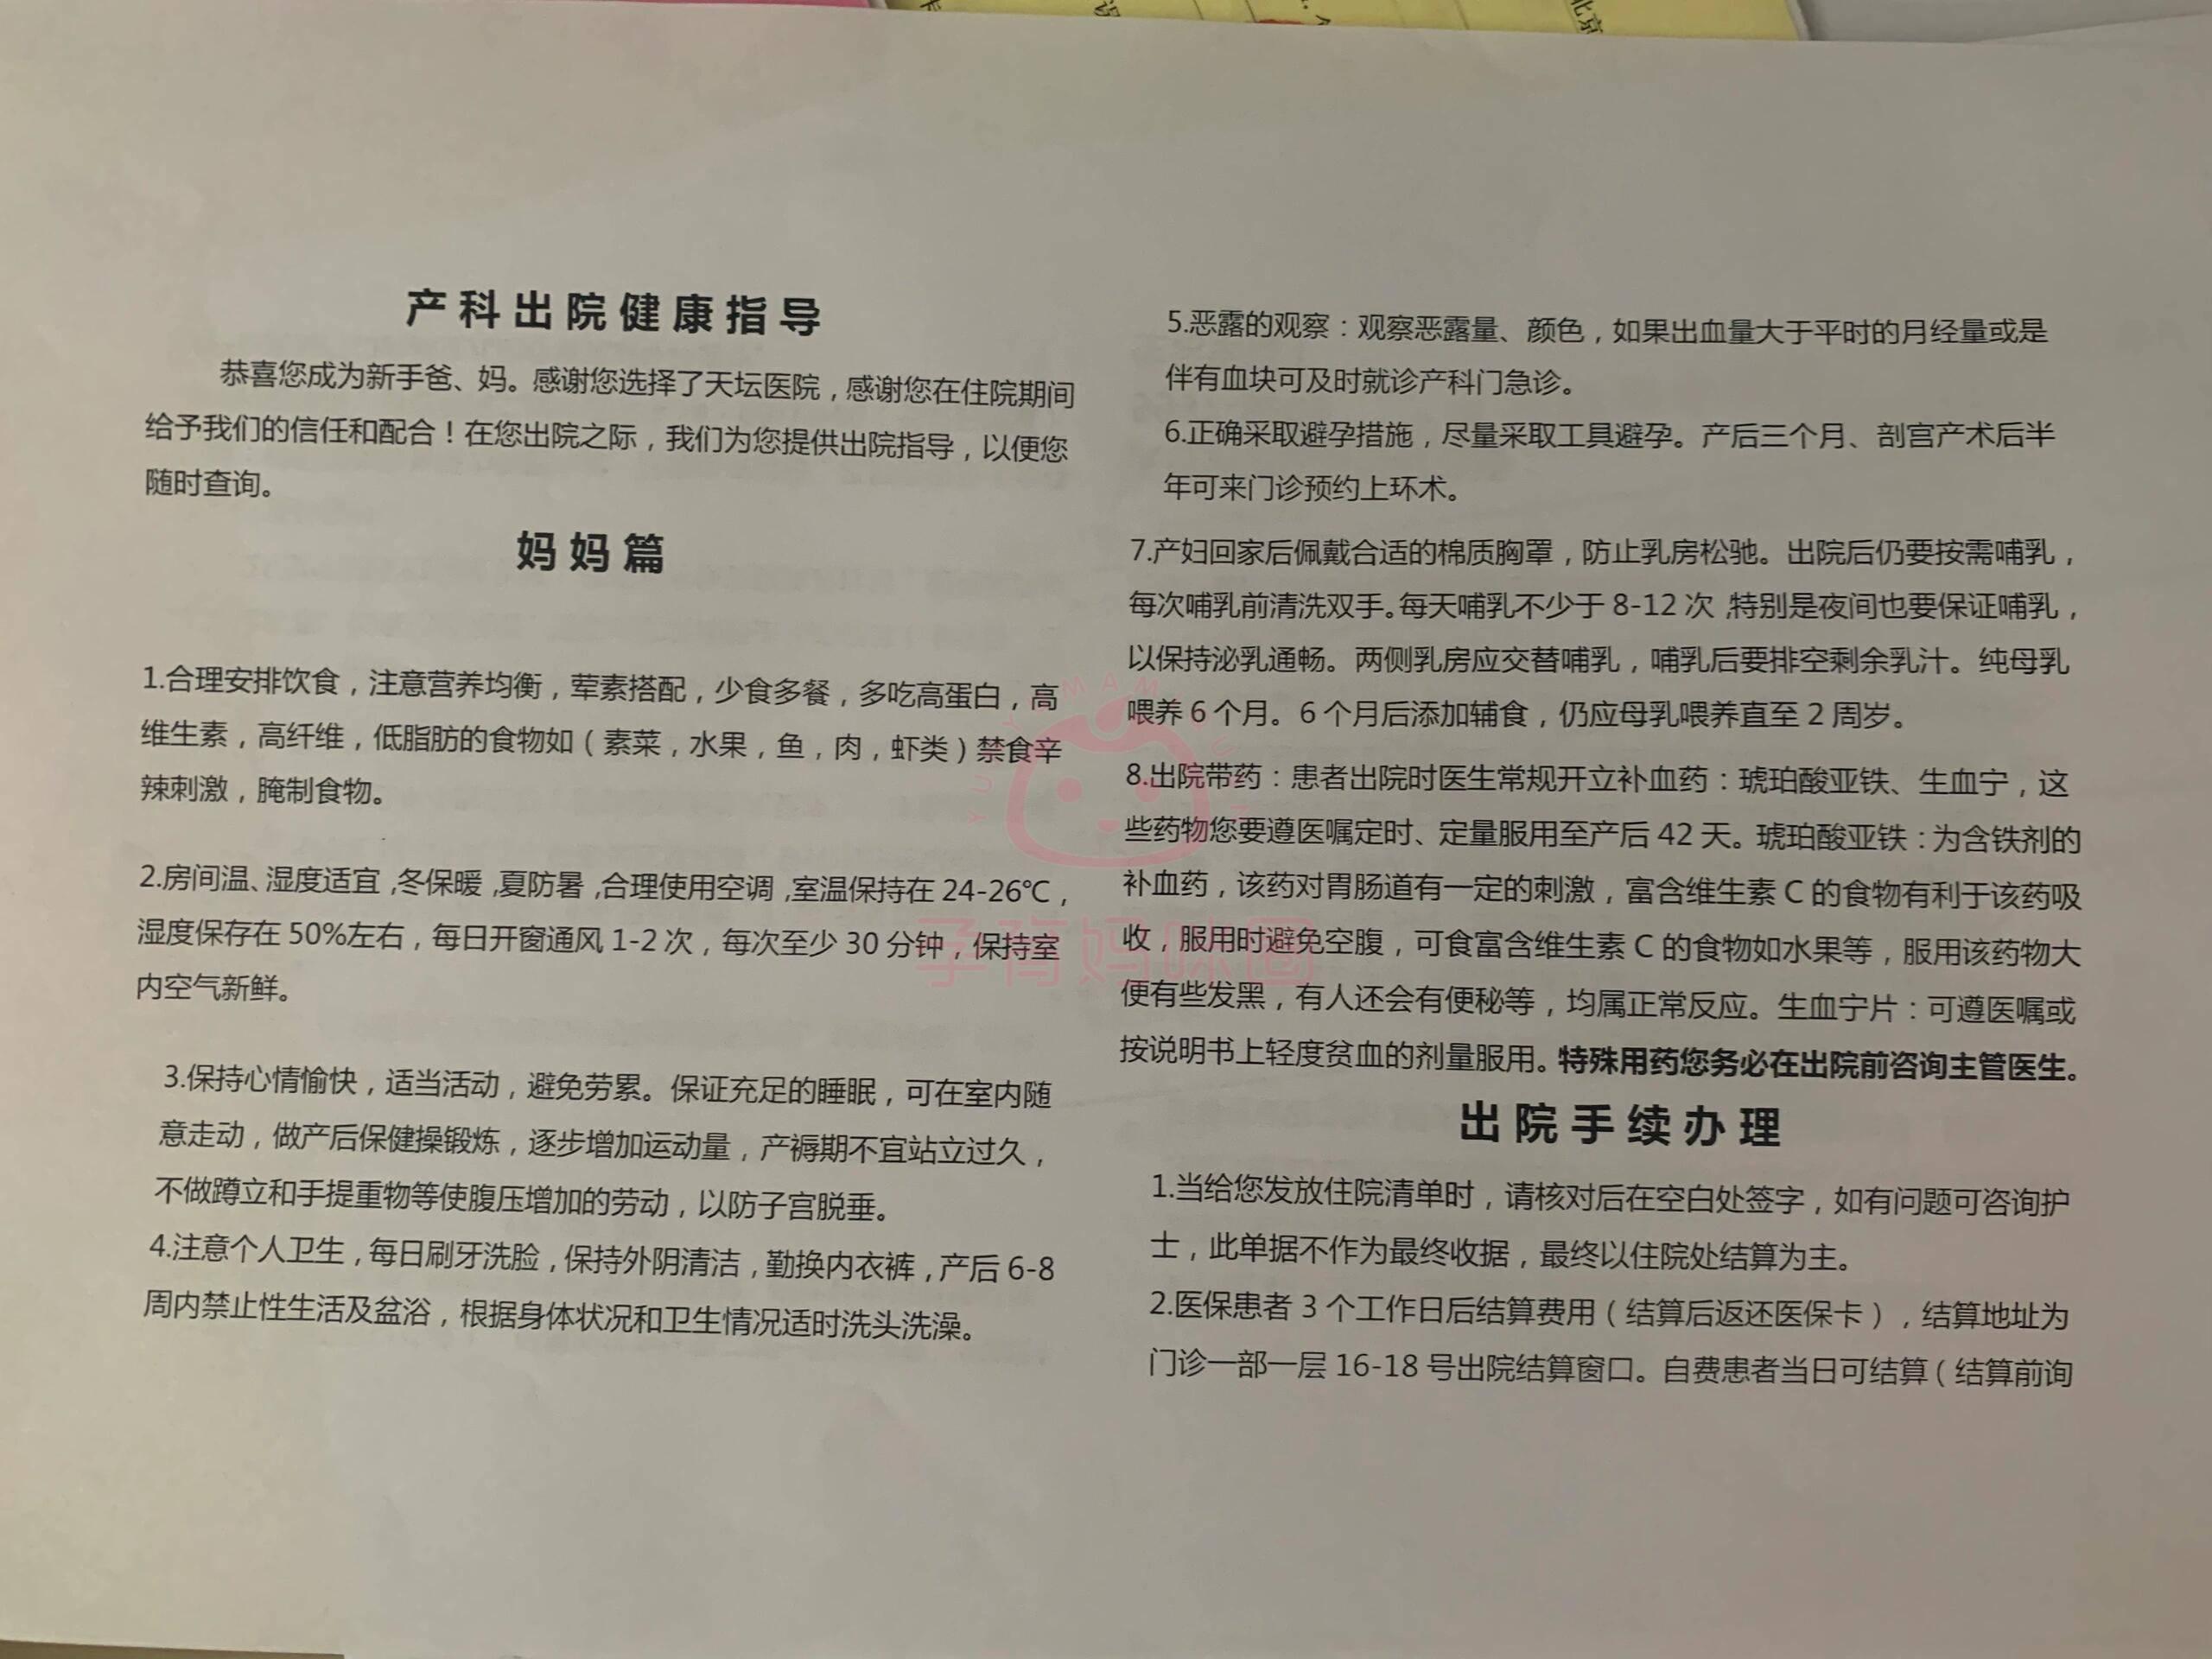 北京
产科出院健康指导
恭喜您成为新手爸、妈。感谢您选择了天坛医院，感谢您在住院期间
给予我们的信任和配合！在您出院之际，我们为您提供出院指导，以便您
随时查询。
妈妈篇
1.合理安排饮食，注意营养均衡，荤素搭配，少食多餐，多吃高蛋白，高
维生素，高纤维，低脂肪的食物如（素菜，水果，鱼，肉，虾类）禁食辛
辣刺激，腌制食物。
2.房间温、湿度适宜,冬保暖,夏防暑,合理使用空调,室温保持在24-26℃，
湿度保存在50%左右，每日开窗通风1-2次，每次至少30分钟，保持室
内空气新鲜。
3.保持心情愉快，适当活动，避免劳累。保证充足的睡眠，可在室内随
意走动，做产后保健操锻炼，逐步增加运动量，产褥期不宜站立过久，
不做蹲立和手提重物等使腹压增加的劳动，以防子宫脱垂。
4.注意个人卫生，每日刷牙洗脸，保持外阴清洁，勤换内衣裤，产后6-8
周内禁止性生活及盆浴，根据身体状况和卫生情况适时洗头洗澡。
5.恶露的观察：观察恶露量、颜色，如果出血量大于平时的月经量或是
伴有血块可及时就诊产科门急诊。
6.正确采取避孕措施，尽量采取工具避孕。产后三个月、剖宫产术后半
年可来门诊预约上环术。
7.产妇回家后佩戴合适的棉质胸罩，防止乳房松驰。出院后仍要按需哺乳，
每次哺乳前清洗双手。每天哺乳不少于8-12次,特别是夜间也要保证哺乳，
以保持泌乳通畅。两侧乳房应交替哺乳，哺乳后要排空剩余乳汁。纯母乳
喂养6个月。6个月后添加辅食，仍应母乳喂养直至2周岁。
8.出院带药：患者出院时医生常规开立补血药：琥珀酸亚铁、生血宁，这
些药物您要遵医嘱定时、定量服用至产后42天。琥珀酸亚铁：为含铁剂的
补血药，该药对胃肠道有一定的刺激，富含维生素C的食物有利于该药吸
收，服用时避免空腹，可食富含维生素C的食物如水果等，服用该药物大
便有些发黑，有人还会有便秘等，均属正常反应。生血宁片：可遵医嘱或
按说明书上轻度贫血的剂量服用。特殊用药您务必在出院前咨询主管医生。
出院手续办理
1.当给您发放住院清单时，请核对后在空白处签字，如有问题可咨询护
士，此单据不作为最终收据，最终以住院处结算为主。
2.医保患者3个工作日后结算费用（结算后返还医保卡），结算地址为
门诊一部一层16-18号出院结算窗口。自费患者当日可结算（结算前询
孕育妈咪圈